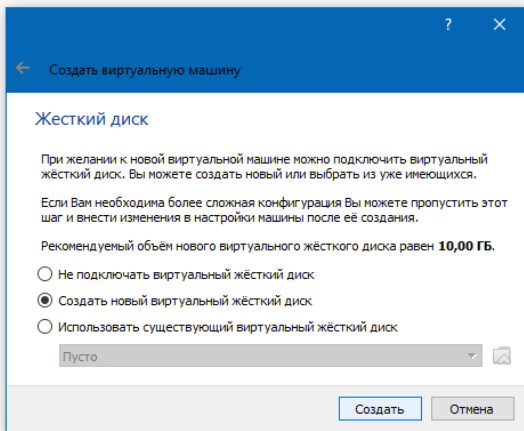 ?
Создать виртуальную машину
Жесткий диск
При желании к новой виртуальной машине можно подключить виртуальный
жёсткий диск. Вы можете создать новый или выбрать из уже имеющихся.
Если Вам необходима более сложная конфигурация Вы можете пропустить этот
шаг и внести изменения в настройки машины после её создания.
Рекомендуемый объём нового виртуального жёсткого диска равен 10,00 ГБ.
Не подключать виртуальный жёсткий диск
Создать новый виртуальный жёсткий диск
Использовать существующий виртуальный жёсткий диск
Пусто
Создать Отмена